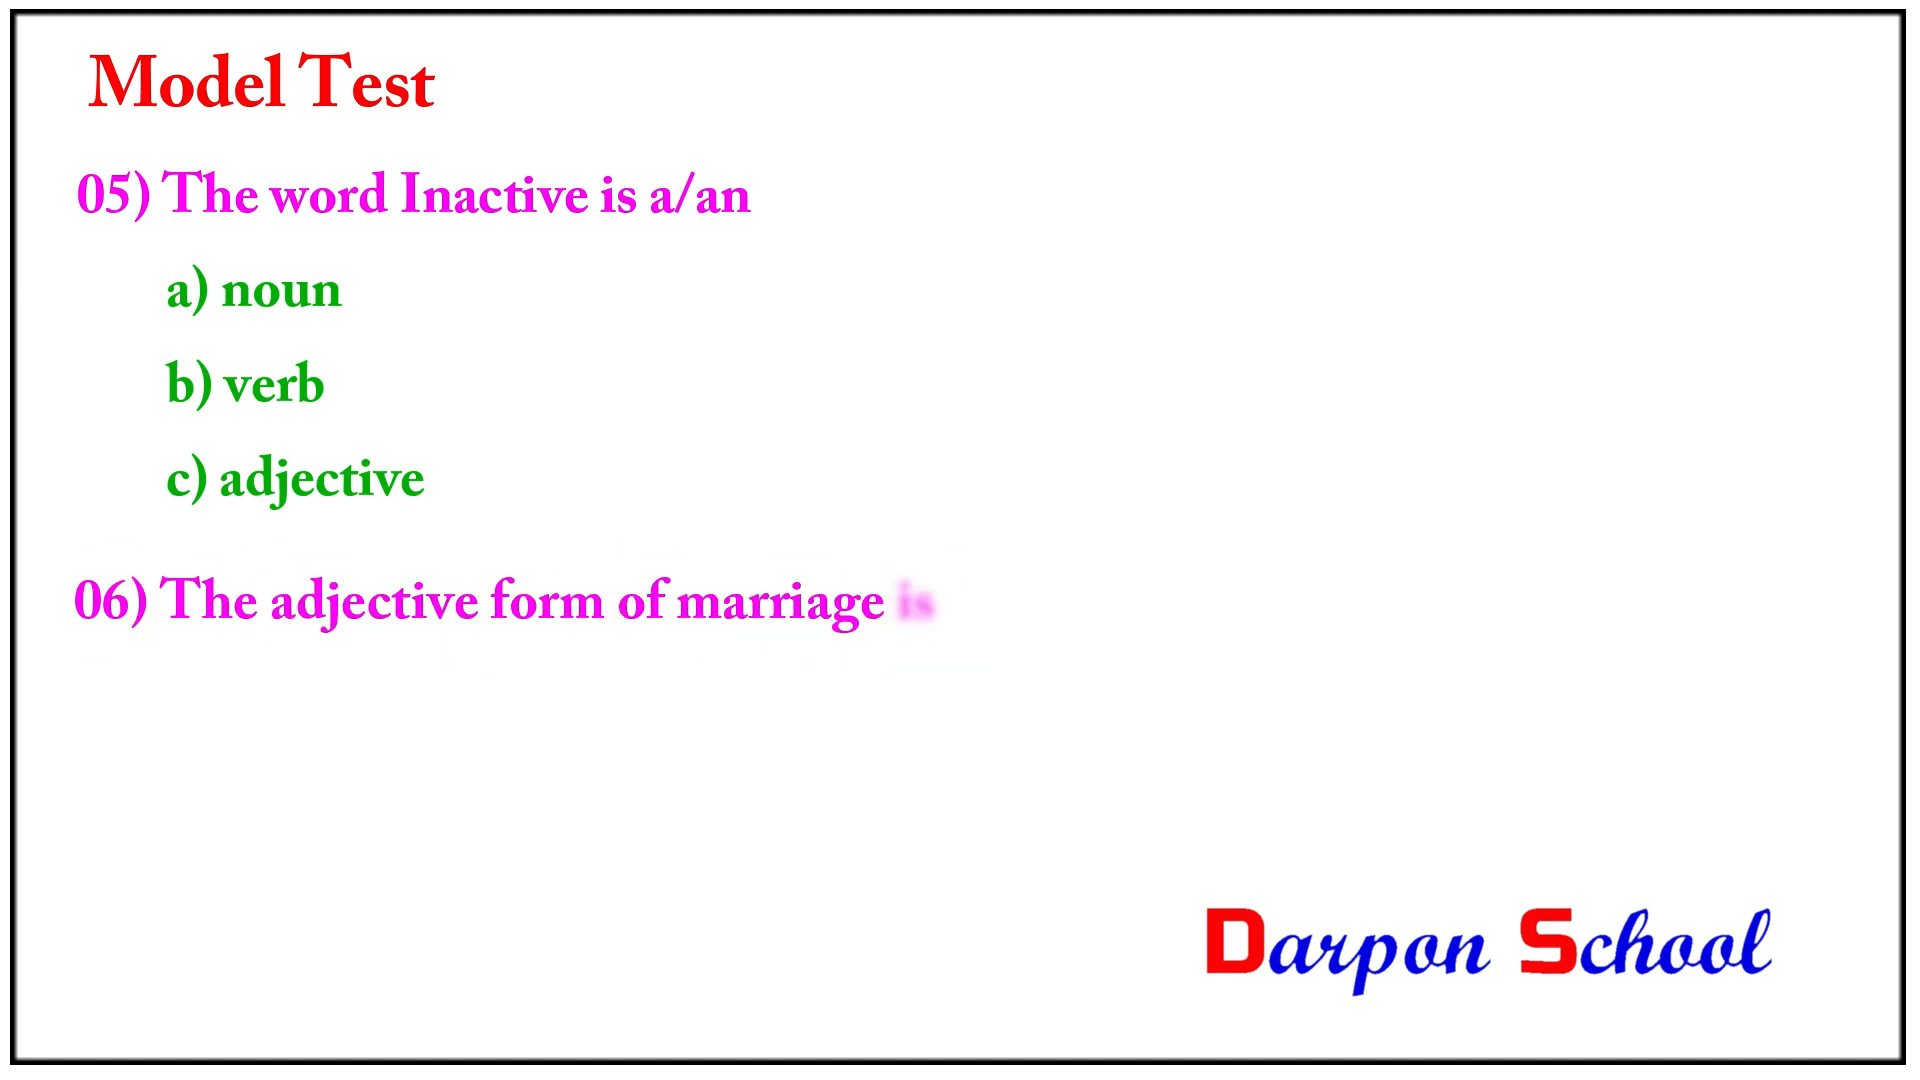 Model Test
05) The word Inactive is a/an
a) noun
b) verb
c) adjective
06) The adjective form of marriage is
Darpon School